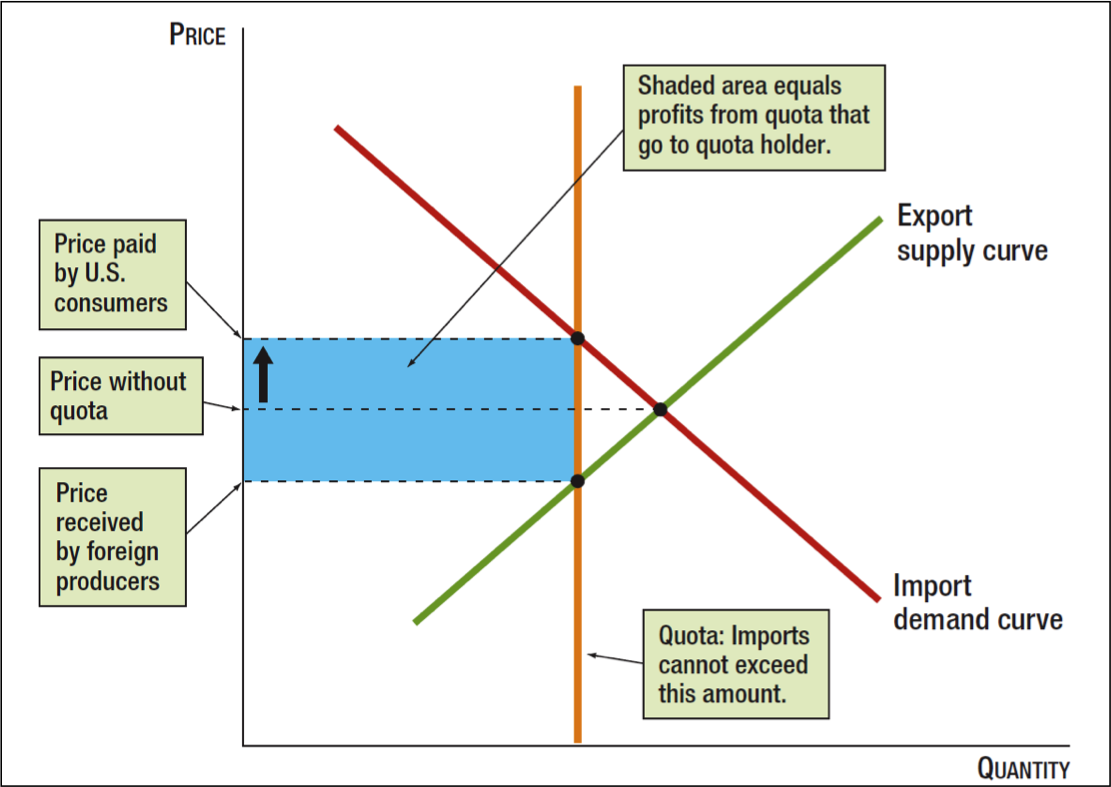 PRICE
Shaded area equals
profits from quota that
go to quota holder.
Export
supply curve
Price paid
by U.S.
consumers
Price without
quota
Price
received
by foreign
producers
Import
demand curve
Quota: Imports
cannot exceed
this amount.
QUANTITY